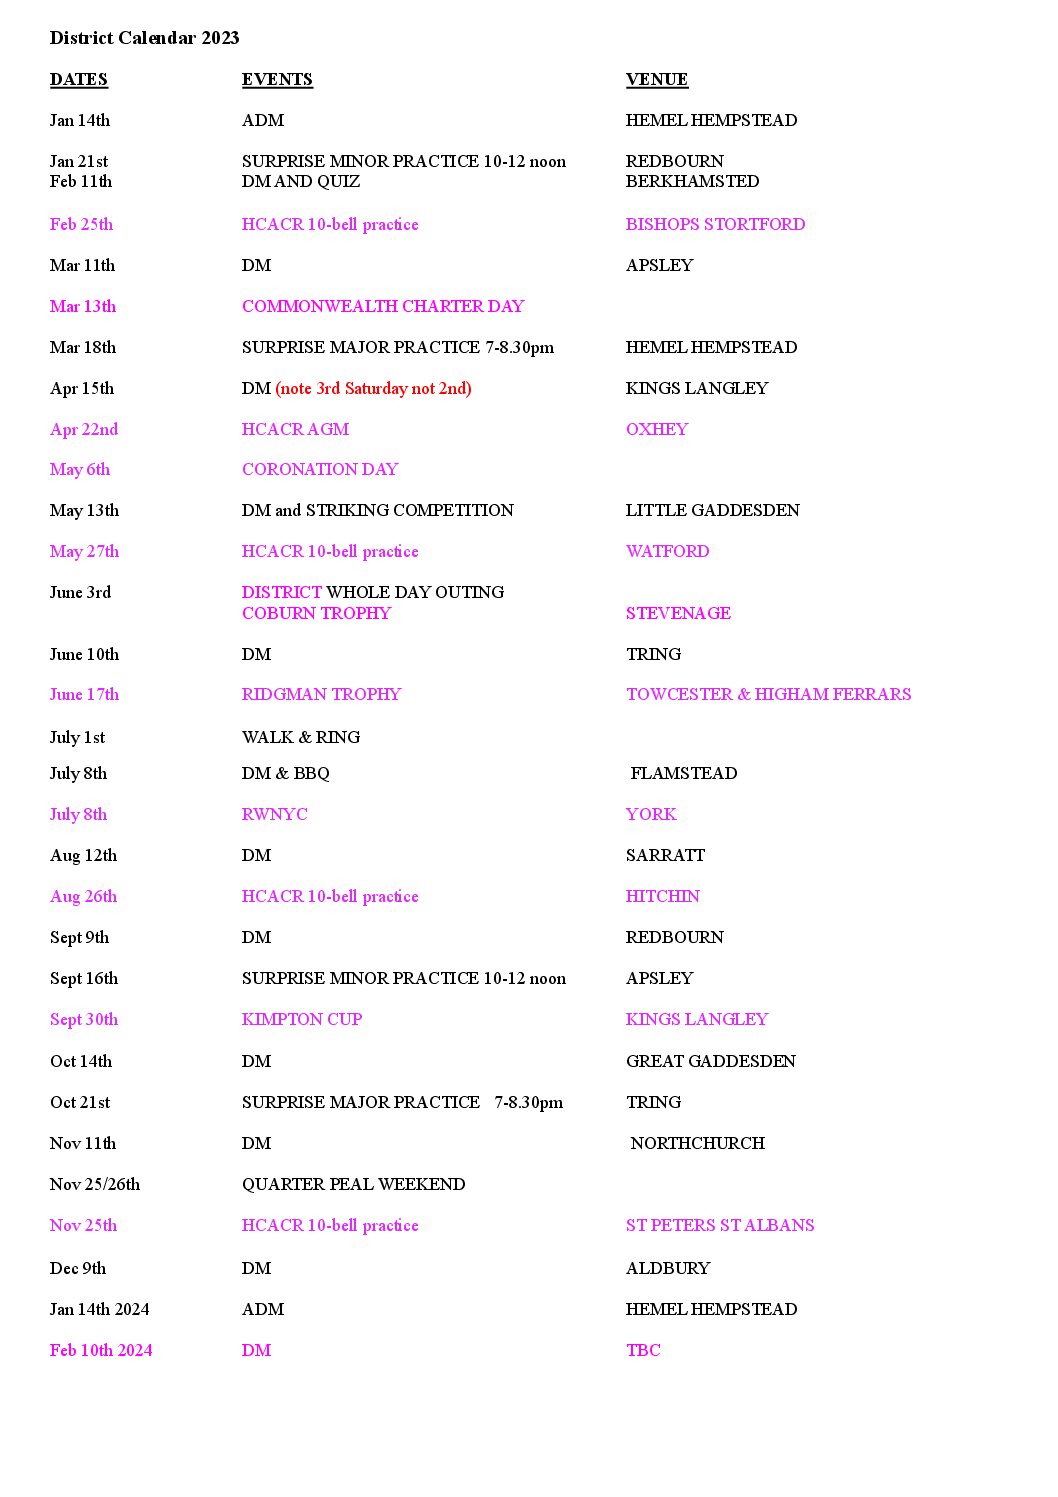 District Calendar 2023
DATES EVENTS VENUE
Jan 14th ADM HEMEL HEMPSTEAD
Jan 21st SURPRISE MINOR PRACTICE 10-12 noon REDBOURN
Feb 11th DM AND QUIZ BERKHAMSTED
Feb 25th HCACR 10-bell practice BISHOPS STORTFORD
Mar 11th DM APSLEY
Mar 13th COMMONWEALTH CHARTER DAY
Mar 18th SURPRISE MAJOR PRACTICE 7-8.30pm HEMEL HEMPSTEAD
Apr 15th DM (note 3rd Saturday not 2nd) KINGS LANGLEY
Apr 22nd HCACR AGM OXHEY
May 6th CORONATION DAY
May 13th DM and STRIKING COMPETITION LITTLE GADDESDEN
May 27th HCACR 10-bell practice WATFORD
June 3rd DISTRICT WHOLE DAY OUTING
COBURN TROPHY STEVENAGE
June 10th DM TRING
June 17th RIDGMAN TROPHY TOWCESTER & HIGHAM FERRARS
July 1st WALK & RING
July 8th DM & BBQ FLAMSTEAD
July 8th RWNYC YORK
Aug 12th DM SARRATT
Aug 26th HCACR 10-bell practice HITCHIN
Sept 9th DM REDBOURN
Sept 16th SURPRISE MINOR PRACTICE 10-12 noon APSLEY
Sept 30th KIMPTON CUP KINGS LANGLEY
Oct 14th DM GREAT GADDESDEN
Oct 21st SURPRISE MAJOR PRACTICE 7-8.30pm TRING
Nov 11th DM NORTHCHURCH
Nov 25/26th QUARTER PEAL WEEKEND
Nov 25th HCACR 10-bell practice ST PETERS ST ALBANS
Dec 9th DM ALDBURY
Jan 14th 2024 ADM HEMEL HEMPSTEAD
Feb 10th 2024 DM TBC